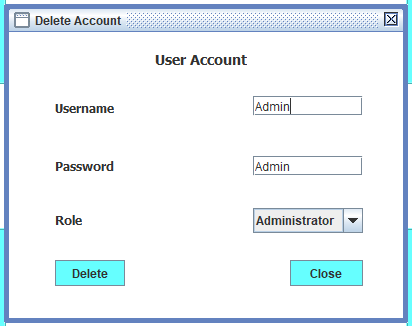 Delete Account
User Account
Username Admin
Password Admin
Role Administrator
Delete Close